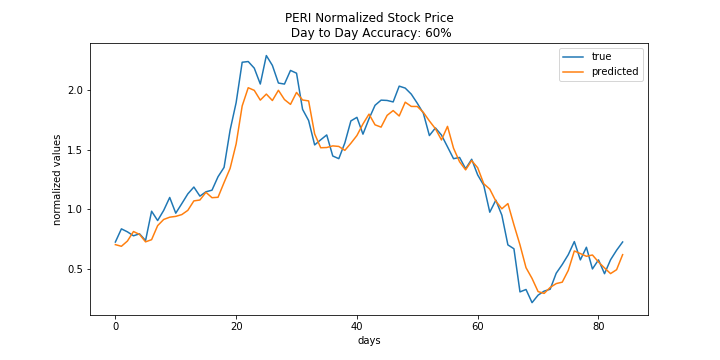 PERI Normalized Stock Price
Day to Day Accuracy: 60%
true
predicted
normalized values
2.0
1.5
1.0
0.5
0
20
40
60
80
days